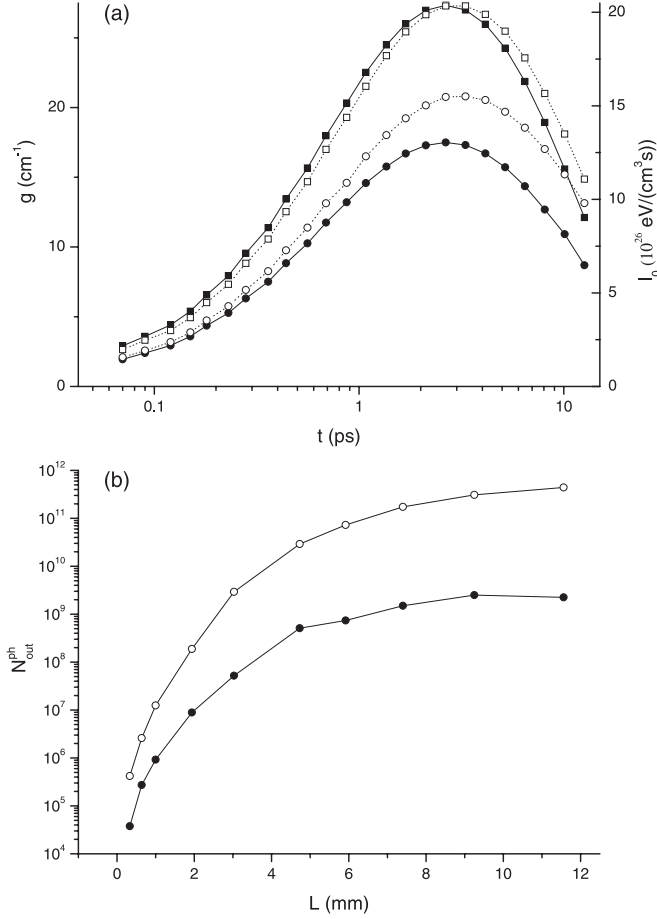 (a)
20
15
10
5
0
I₀ (10²⁶ eV/(cm³s))
20
10
0
g (cm⁻¹)
0.1 1 10
t (ps)
(b)
10¹²
10¹¹
10¹⁰
10⁹
10⁸
10⁷
10⁶
10⁵
10⁴
N^ph_out
0 2 4 6 8 10 12
L (mm)